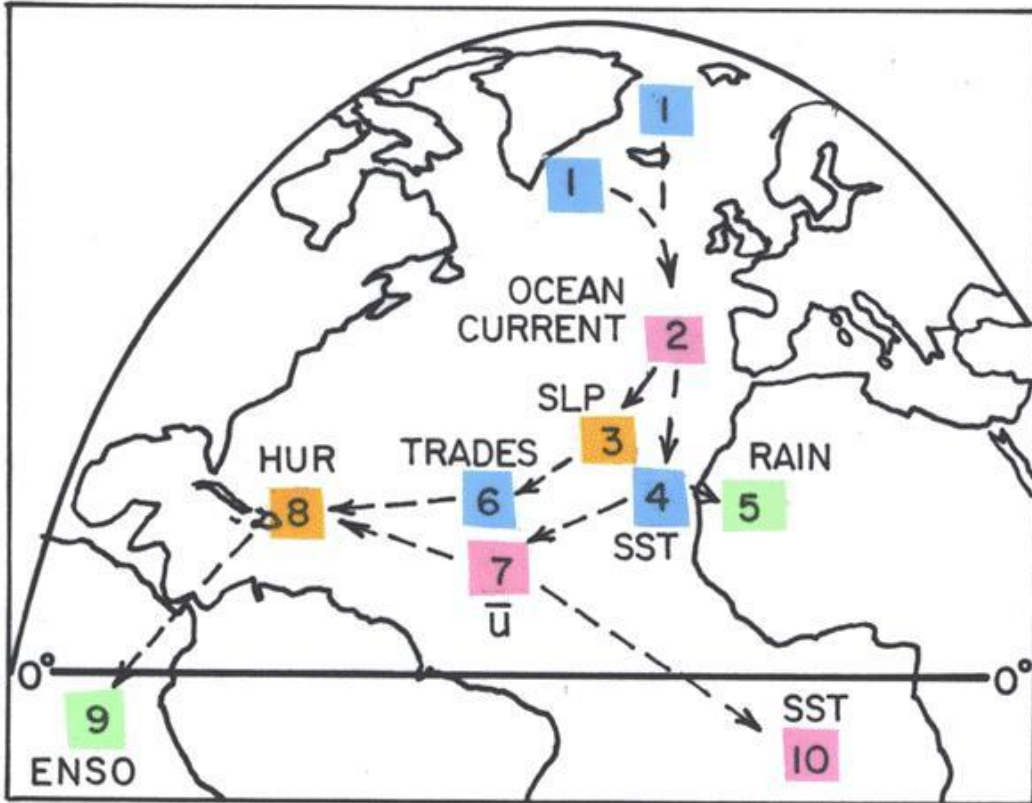 1
1
OCEAN
CURRENT 2
SLP
3
HUR TRADES RAIN
8 6 4 5
SST
7
u̅
0° 0°
9 SST
ENSO 10